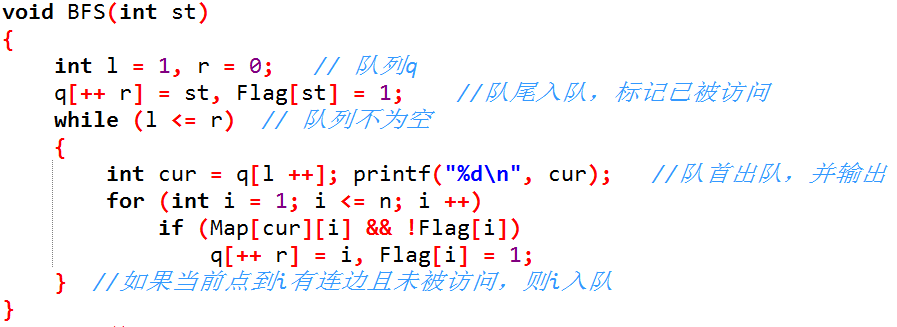 void BFS(int st)
{
    int l = 1, r = 0;   // 队列q
    q[++ r] = st, Flag[st] = 1;    //队尾入队，标记已被访问
    while (l <= r)  // 队列不为空
    {
        int cur = q[l ++]; printf("%d\n", cur);   //队首出队，并输出
        for (int i = 1; i <= n; i ++)
            if (Map[cur][i] && !Flag[i])
                q[++ r] = i, Flag[i] = 1;
    }  //如果当前点到i有连边且未被访问，则i入队
}